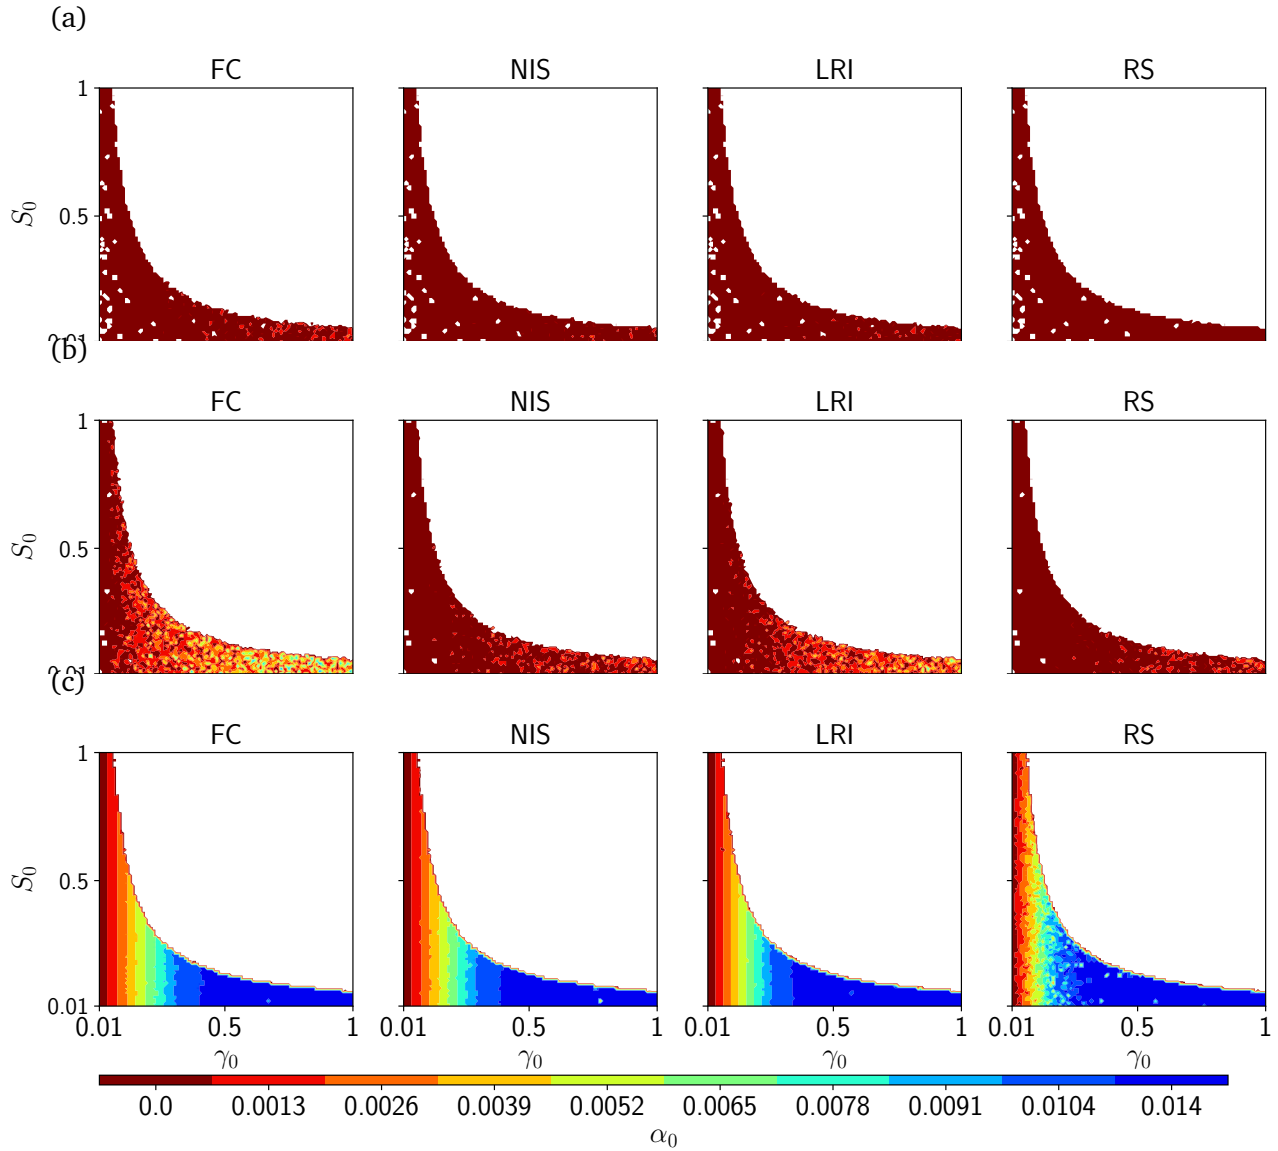 (a)
FC NIS LRI RS
1
S₀
0.5
(b)
FC NIS LRI RS
1
S₀
0.5
(c)
FC NIS LRI RS
1
S₀
0.5
0.01
0.01 0.5 1 0.01 0.5 1 0.01 0.5 1 0.01 0.5 1
γ₀ γ₀ γ₀ γ₀
0.0 0.0013 0.0026 0.0039 0.0052 0.0065 0.0078 0.0091 0.0104 0.014
α₀